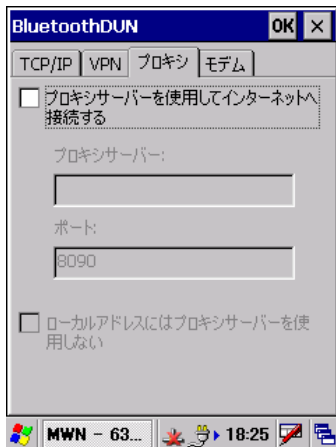 BluetoothDUN OK ×
TCP/IP VPN プロキシ モデム
プロキシサーバーを使用してインターネットへ
接続する
プロキシサーバー:
ポート:
8090
ローカルアドレスにはプロキシサーバーを使
用しない
MWN - 63... 18:25